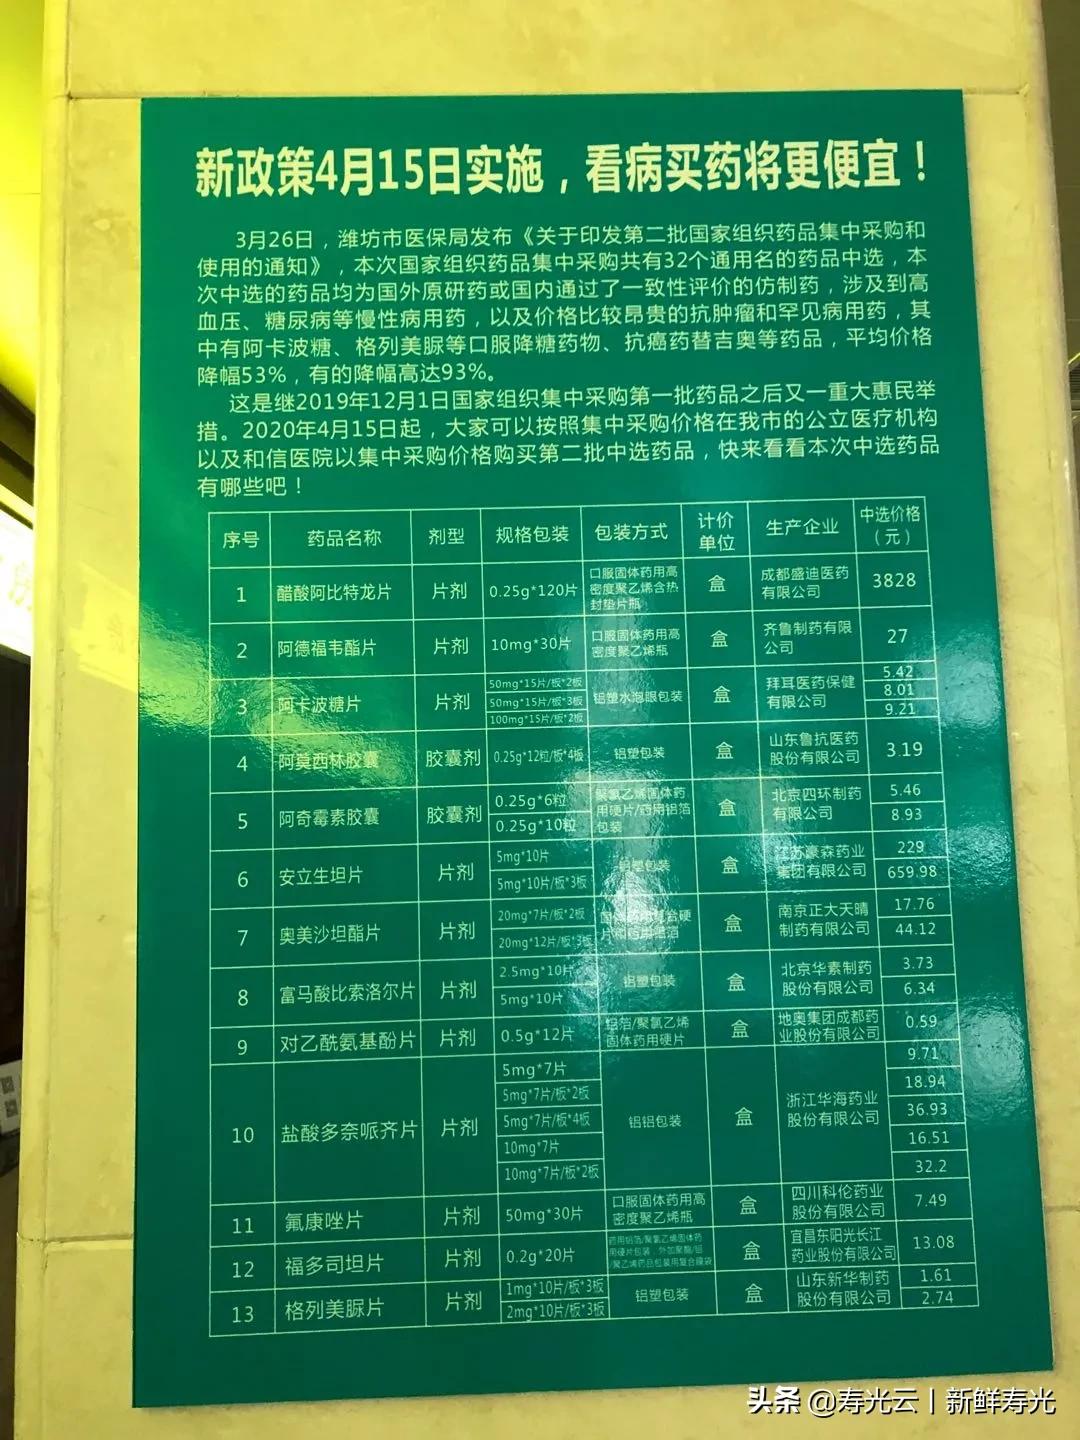 新政策4月15日实施，看病买药将更便宜！
3月26日，潍坊市医保局发布《关于印发第二批国家组织药品集中采购和
使用的通知》，本次国家组织药品集中采购共有32个通用名的药品中选，本
次中选的药品均为国外原研药或国内通过了一致性评价的仿制药，涉及到高
血压、糖尿病等慢性病用药，以及价格比较昂贵的抗肿瘤和罕见病用药，其
中有阿卡波糖、格列美脲等口服降糖药物、抗癌药替吉奥等药品，平均价格
降幅53%，有的降幅高达93%。
这是继2019年12月1日国家组织集中采购第一批药品之后又一重大惠民举
措。2020年4月15日起，大家可以按照集中采购价格在我市的公立医疗机构
以及和信医院以集中采购价格购买第二批中选药品，快来看看本次中选药品
有哪些吧！
序号 药品名称 剂型 规格包装 包装方式 计价单位 生产企业 中选价格（元）
1 醋酸阿比特龙片 片剂 0.25g*120片 口服固体药用高密度聚乙烯含热封垫片瓶 盒 成都盛迪医药有限公司 3828
2 阿德福韦酯片 片剂 10mg*30片 口服固体药用高密度聚乙烯瓶 盒 齐鲁制药有限公司 27
3 阿卡波糖片 片剂 50mg*15片/板*2板 50mg*15片/板*3板 100mg*15片/板*2板 铝塑水泡眼包装 盒 拜耳医药保健有限公司 5.42 8.01 9.21
4 阿莫西林胶囊 胶囊剂 0.25g*12粒/板*4板 铝塑包装 盒 山东鲁抗医药股份有限公司 3.19
5 阿奇霉素胶囊 胶囊剂 0.25g*6粒 0.25g*10粒 聚氯乙烯固体药用硬片/药用铝箔包装 盒 北京四环制药有限公司 5.46 8.93
6 安立生坦片 片剂 5mg*10片 5mg*10片/板*3板 铝塑包装 盒 江苏豪森药业集团有限公司 229 659.98
7 奥美沙坦酯片 片剂 20mg*7片/板*2板 20mg*12片/板*3板 盒 南京正大天晴制药有限公司 17.76 44.12
8 富马酸比索洛尔片 片剂 2.5mg*10片 5mg*10片 铝塑包装 盒 北京华素制药股份有限公司 3.73 6.34
9 对乙酰氨基酚片 片剂 0.5g*12片 铝箔/聚氯乙烯固体药用硬片 盒 地奥集团成都药业股份有限公司 0.59
10 盐酸多奈哌齐片 片剂 5mg*7片 5mg*7片/板*2板 5mg*7片/板*4板 10mg*7片 10mg*7片/板*2板 铝铝包装 盒 浙江华海药业股份有限公司 9.71 18.94 36.93 16.51 32.2
11 氟康唑片 片剂 50mg*30片 口服固体药用高密度聚乙烯瓶 盒 四川科伦药业股份有限公司 7.49
12 福多司坦片 片剂 0.2g*20片 盒 宜昌东阳光长江药业股份有限公司 13.08
13 格列美脲片 片剂 1mg*10片/板*3板 2mg*10片/板*3板 铝塑包装 盒 山东新华制药股份有限公司 1.61 2.74
头条 @寿光云丨新鲜寿光